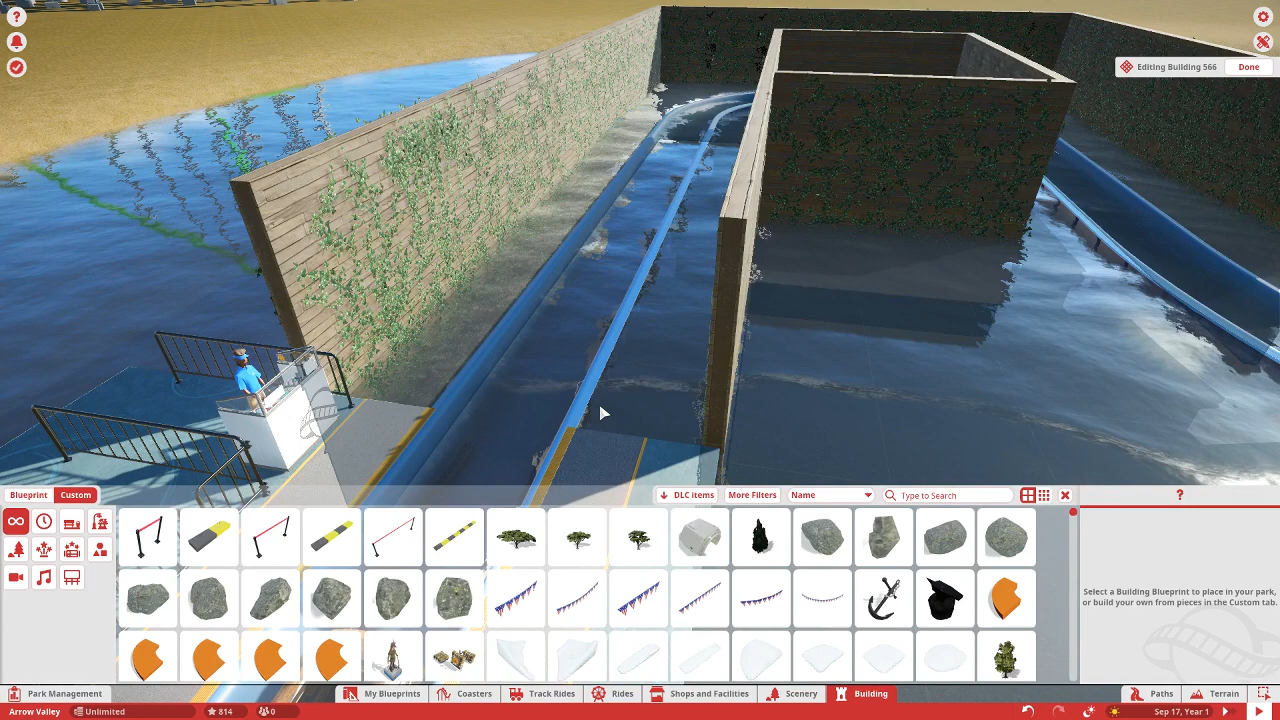 ?
Editing Building 566
Done
Blueprint
Custom
DLC items
More Filters
Name
Type to Search
?
Select a Building Blueprint to place in your park,
or build your own from pieces in the Custom tab.
Park Management
My Blueprints
Coasters
Track Rides
Rides
Shops and Facilities
Scenery
Building
Paths
Terrain
Arrow Valley
Unlimited
814
0
Sep 17, Year 1